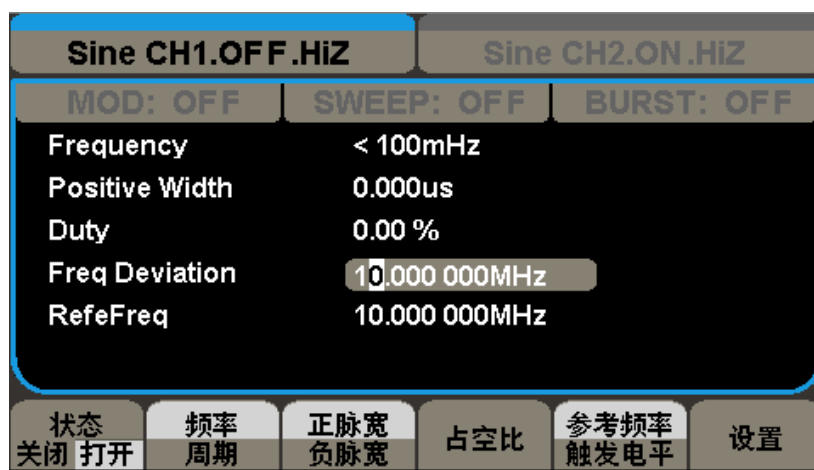 Sine CH1.OFF.HiZ Sine CH2.ON.HiZ
MOD: OFF SWEEP: OFF BURST: OFF
Frequency < 100mHz
Positive Width 0.000us
Duty 0.00 %
Freq Deviation 10.000 000MHz
RefeFreq 10.000 000MHz
状态 频率 正脉宽 占空比 参考频率 设置
关闭 打开 周期 负脉宽 触发电平